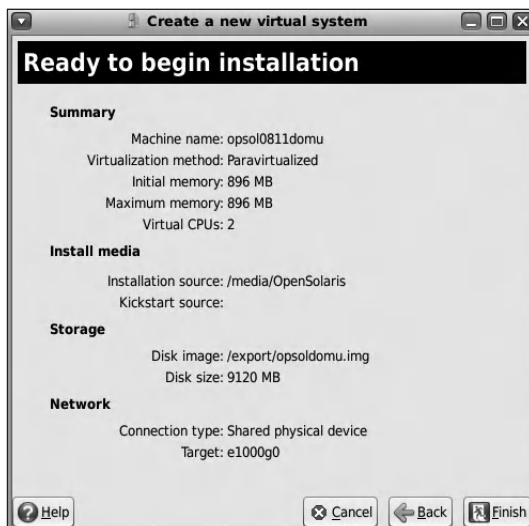 Create a new virtual system
Ready to begin installation
Summary
Machine name: opsol0811domu
Virtualization method: Paravirtualized
Initial memory: 896 MB
Maximum memory: 896 MB
Virtual CPUs: 2
Install media
Installation source: /media/OpenSolaris
Kickstart source:
Storage
Disk image: /export/opsoldomu.img
Disk size: 9120 MB
Network
Connection type: Shared physical device
Target: e1000g0
Help Cancel Back Finish